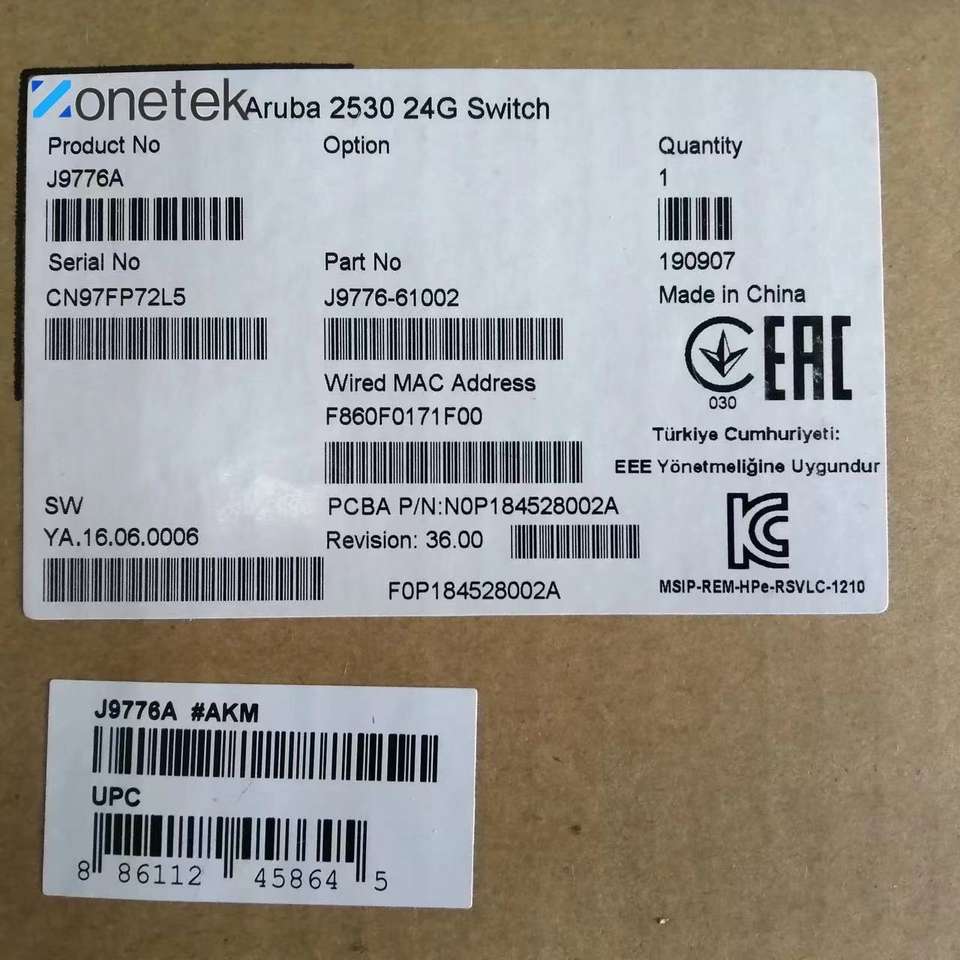 Zonetek Aruba 2530 24G Switch
Product No
Option
Quantity
J9776A
1
Serial No
Part No
190907
CN97FP72L5
J9776-61002
Made in China
EAC
030
Wired MAC Address
F860F0171F00
Türkiye Cumhuriyeti:
EEE Yönetmeliğine Uygundur
SW
PCBA P/N:N0P184528002A
YA.16.06.0006
Revision: 36.00
KC
F0P184528002A
MSIP-REM-HPe-RSVLC-1210
J9776A #AKM
UPC
8 86112 45864 5